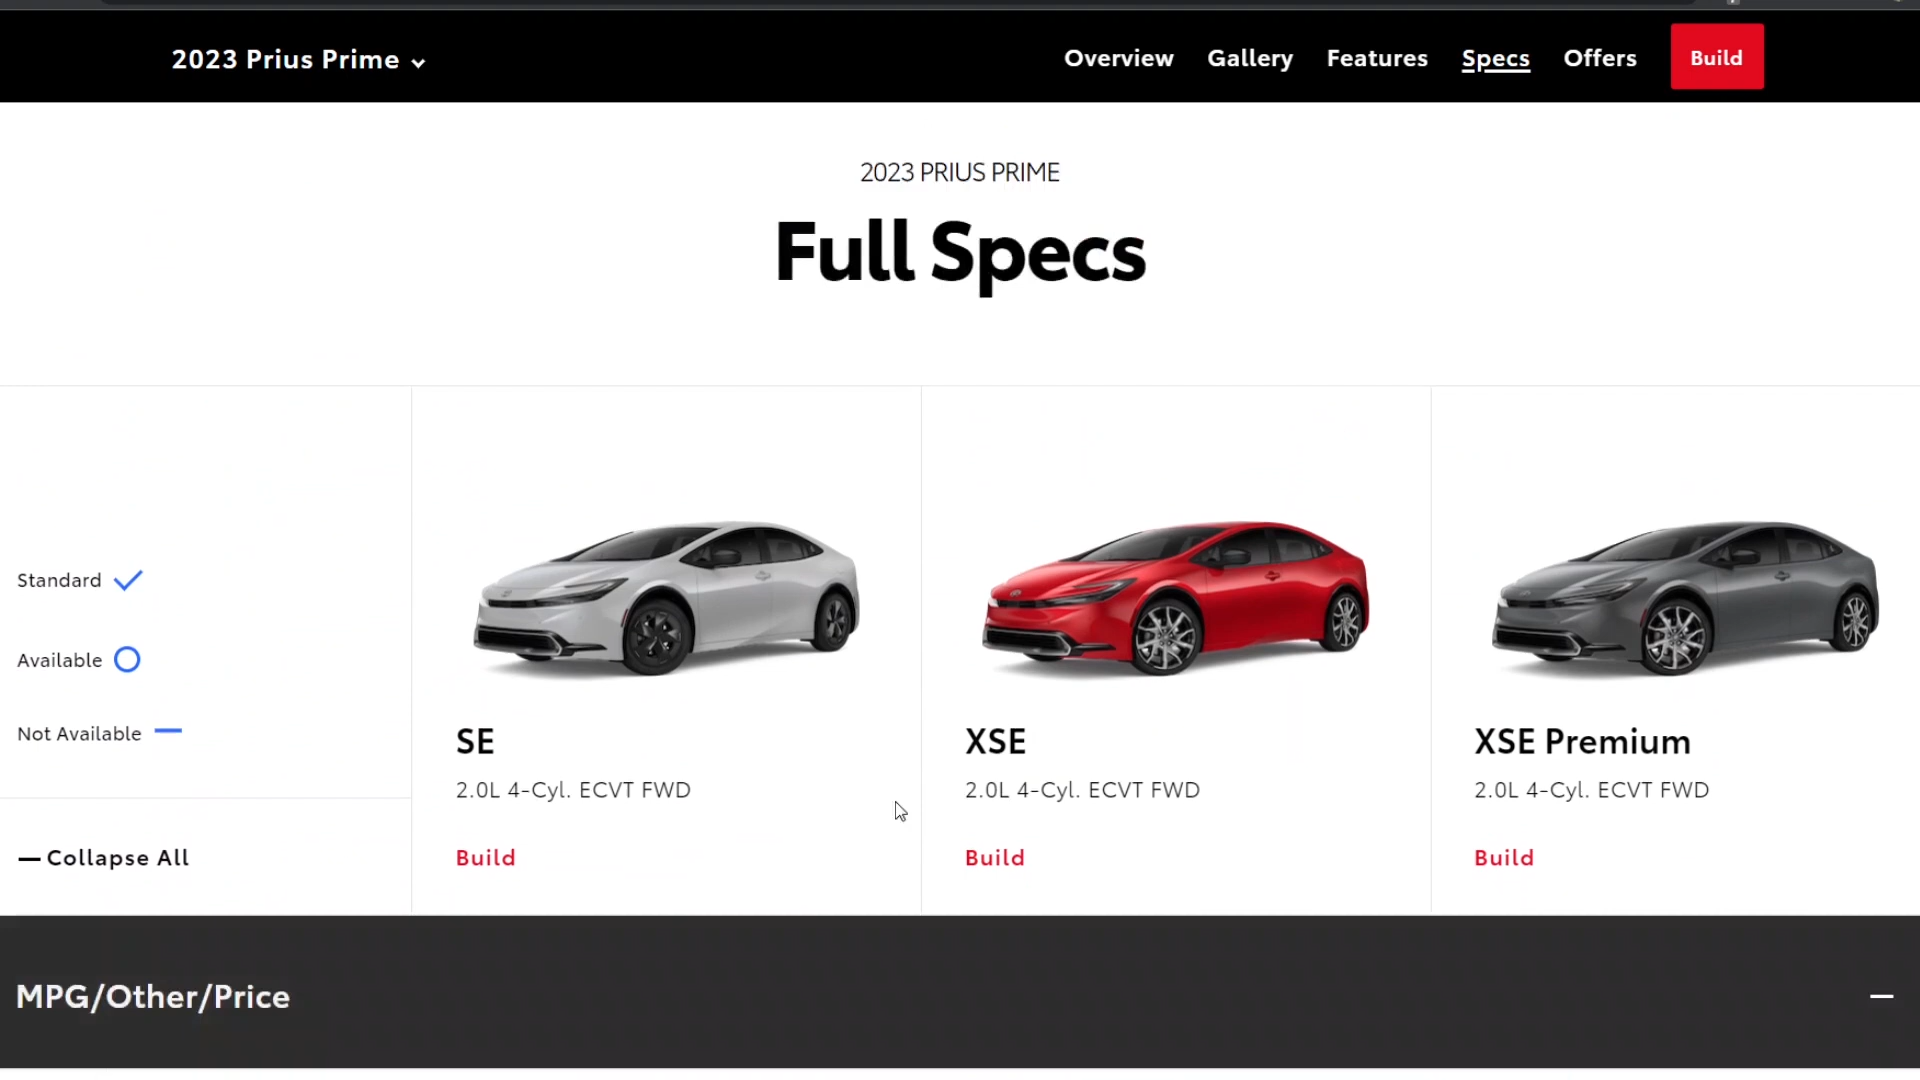 2023 Prius Prime
Overview
Gallery
Features
Specs
Offers
Build
2023 PRIUS PRIME
Full Specs
Standard
Available
Not Available
Collapse All
SE
2.0L 4-Cyl. ECVT FWD
Build
XSE
2.0L 4-Cyl. ECVT FWD
Build
XSE Premium
2.0L 4-Cyl. ECVT FWD
Build
MPG/Other/Price